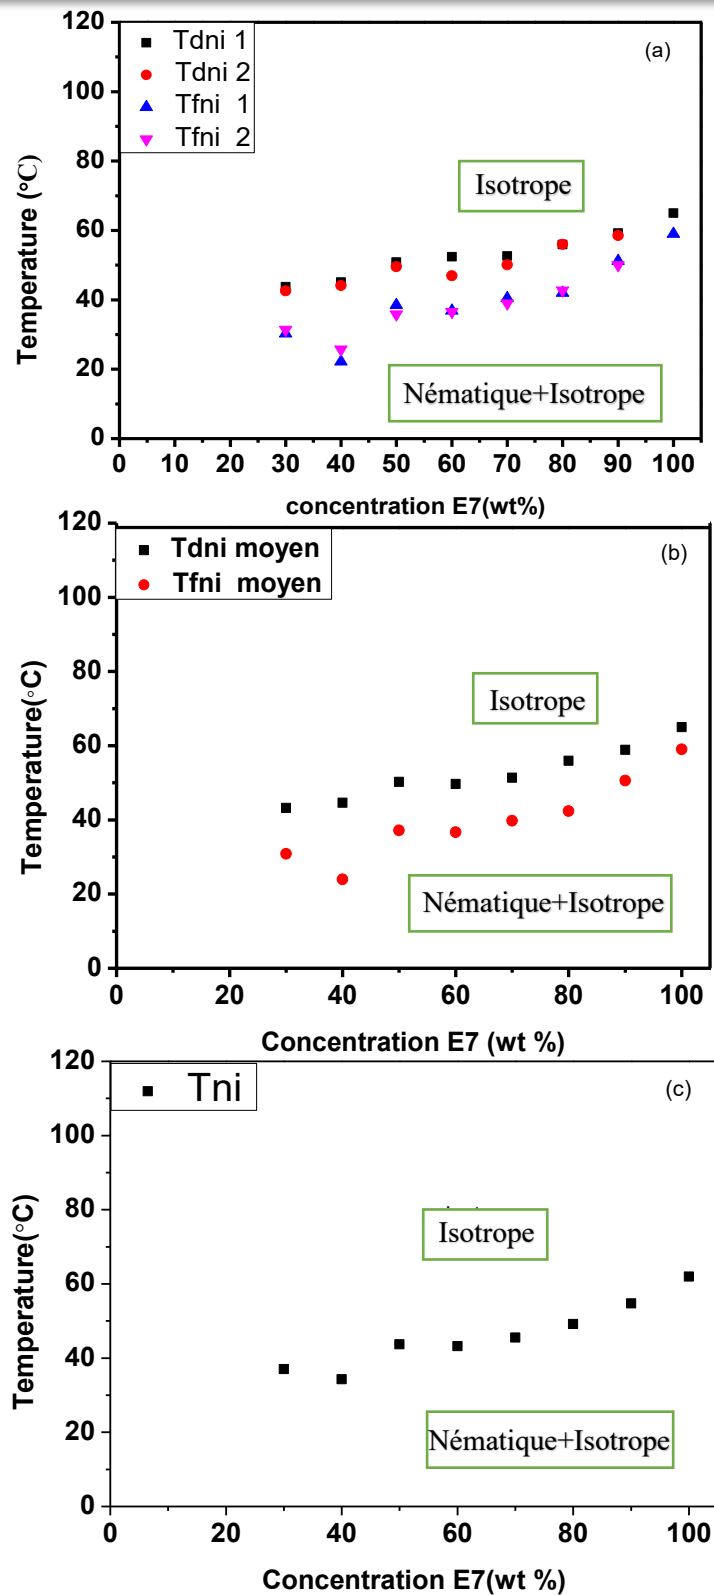 120
100
80
60
40
20
0
Temperature (°C)
Tdni 1
Tdni 2
Tfni 1
Tfni 2
(a)
Isotrope
Nématique+Isotrope
0 10 20 30 40 50 60 70 80 90 100
concentration E7(wt%)
120
100
80
60
40
20
0
Temperature(°C)
Tdni moyen
Tfni moyen
(b)
Isotrope
Nématique+Isotrope
0 20 40 60 80 100
Concentration E7 (wt %)
120
100
80
60
40
20
0
Temperature(°C)
Tni
(c)
Isotrope
Nématique+Isotrope
0 20 40 60 80 100
Concentration E7(wt %)